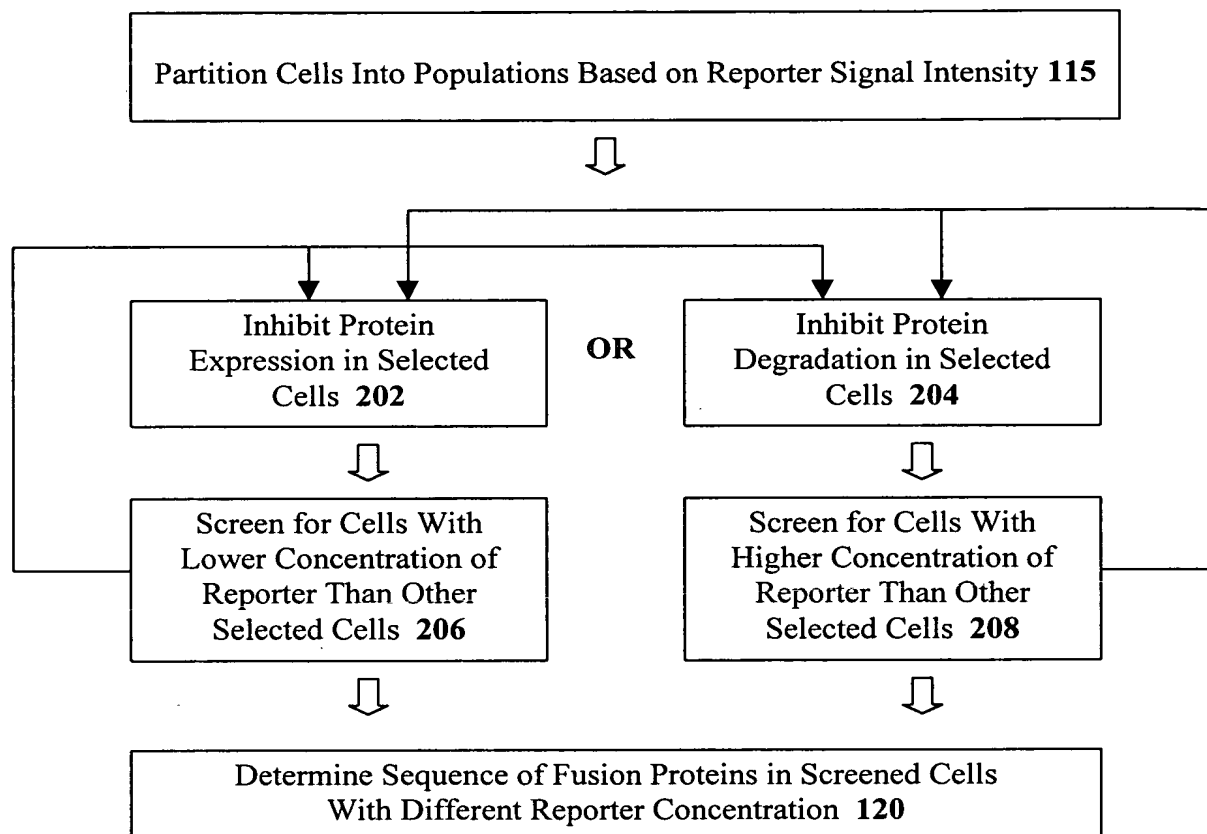 Partition Cells Into Populations Based on Reporter Signal Intensity 115
Inhibit Protein
Expression in Selected
Cells 202
OR
Inhibit Protein
Degradation in Selected
Cells 204
Screen for Cells With
Lower Concentration of
Reporter Than Other
Selected Cells 206
Screen for Cells With
Higher Concentration of
Reporter Than Other
Selected Cells 208
Determine Sequence of Fusion Proteins in Screened Cells
With Different Reporter Concentration 120